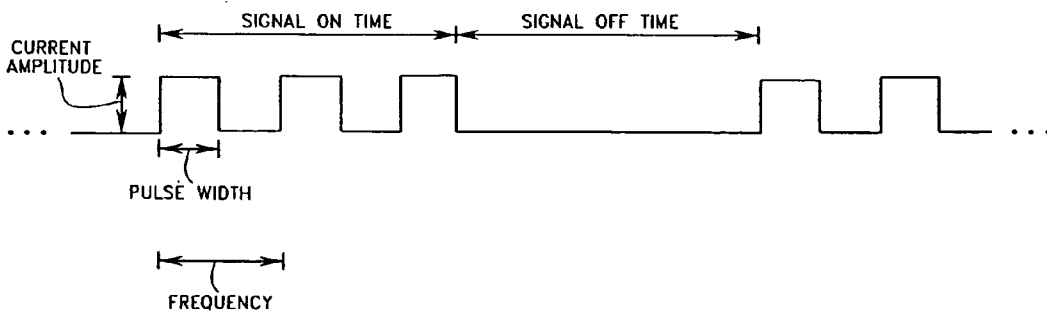 SIGNAL ON TIME
SIGNAL OFF TIME
CURRENT
AMPLITUDE
PULSE WIDTH
FREQUENCY